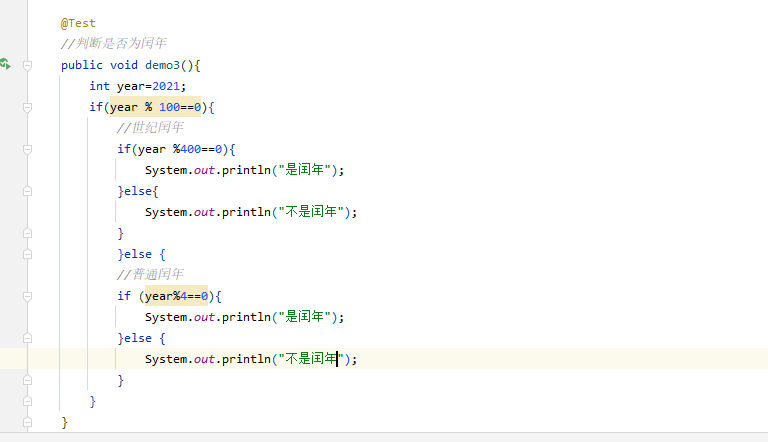 @Test
//判断是否为闰年
public void demo3(){
int year=2021;
if(year % 100==0){
//世纪闰年
if(year %400==0){
System.out.println("是闰年");
}else{
System.out.println("不是闰年");
}
}else {
//普通闰年
if (year%4==0){
System.out.println("是闰年");
}else {
System.out.println("不是闰年");
}
}
}